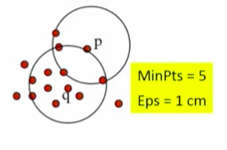 p
MinPts = 5
Eps = 1 cm
q